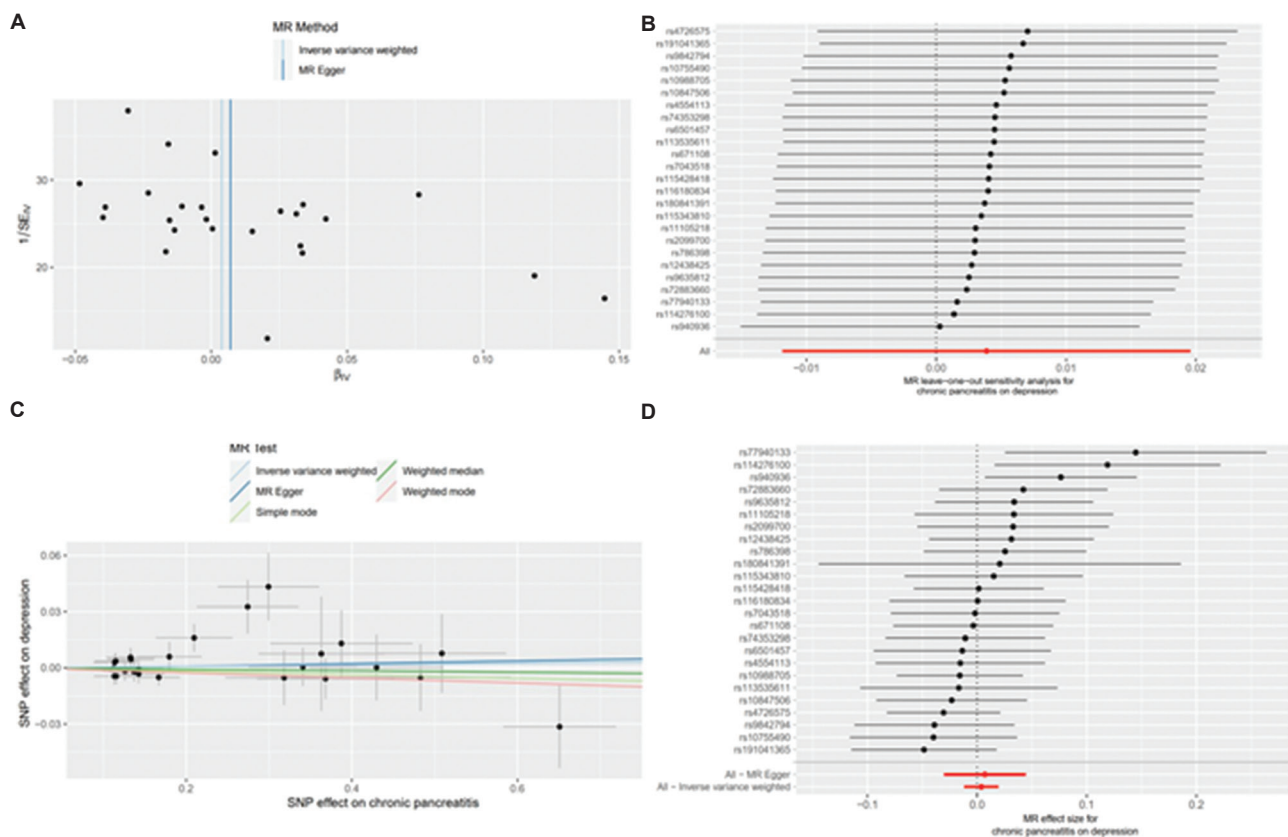 A
MR Method
Inverse variance weighted
MR Egger
30
20
1/SE_IV
−0.05
0.00
0.05
0.10
0.15
β_IV
B
rs4726575
rs191041365
rs9842794
rs10755490
rs10988705
rs10847506
rs4554113
rs74353298
rs6501457
rs113535611
rs671108
rs7043518
rs115428418
rs116180834
rs180841391
rs115343810
rs11105218
rs2099700
rs786398
rs12438425
rs9635812
rs72883660
rs77940133
rs114276100
rs940936
All
−0.01
0.00
0.01
0.02
MR leave−one−out sensitivity analysis for
chronic pancreatitis on depression
C
MR Test
Inverse variance weighted
Weighted median
MR Egger
Weighted mode
Simple mode
0.06
0.03
0.00
−0.03
SNP effect on depression
0.2
0.4
0.6
SNP effect on chronic pancreatitis
D
rs77940133
rs114276100
rs940936
rs72883660
rs9635812
rs11105218
rs2099700
rs12438425
rs786398
rs180841391
rs115343810
rs115428418
rs116180834
rs7043518
rs671108
rs74353298
rs6501457
rs4554113
rs10988705
rs113535611
rs10847506
rs4726575
rs9842794
rs10755490
rs191041365
All − MR Egger
All − Inverse variance weighted
−0.1
0.0
0.1
0.2
MR effect size for
chronic pancreatitis on depression